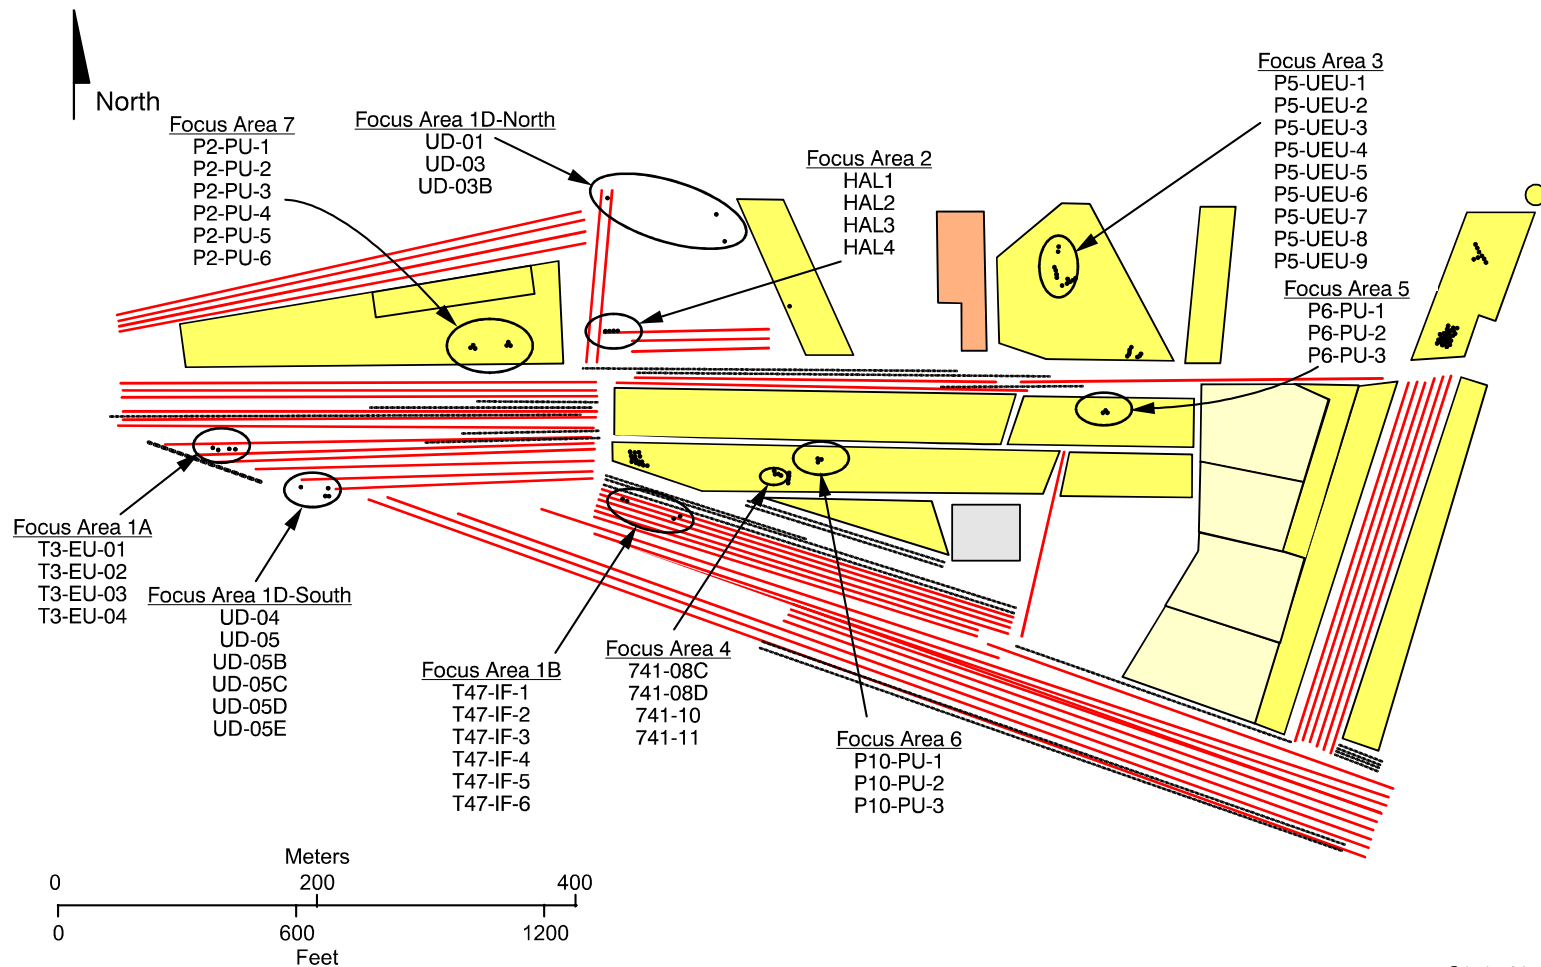 North
Focus Area 7
P2-PU-1
P2-PU-2
P2-PU-3
P2-PU-4
P2-PU-5
P2-PU-6
Focus Area 1D-North
UD-01
UD-03
UD-03B
Focus Area 2
HAL1
HAL2
HAL3
HAL4
Focus Area 3
P5-UEU-1
P5-UEU-2
P5-UEU-3
P5-UEU-4
P5-UEU-5
P5-UEU-6
P5-UEU-7
P5-UEU-8
P5-UEU-9
Focus Area 5
P6-PU-1
P6-PU-2
P6-PU-3
Focus Area 1A
T3-EU-01
T3-EU-02
T3-EU-03
T3-EU-04
Focus Area 1D-South
UD-04
UD-05
UD-05B
UD-05C
UD-05D
UD-05E
Focus Area 1B
T47-IF-1
T47-IF-2
T47-IF-3
T47-IF-4
T47-IF-5
T47-IF-6
Focus Area 4
741-08C
741-08D
741-10
741-11
Focus Area 6
P10-PU-1
P10-PU-2
P10-PU-3
Meters
0 200 400
0 600 1200
Feet